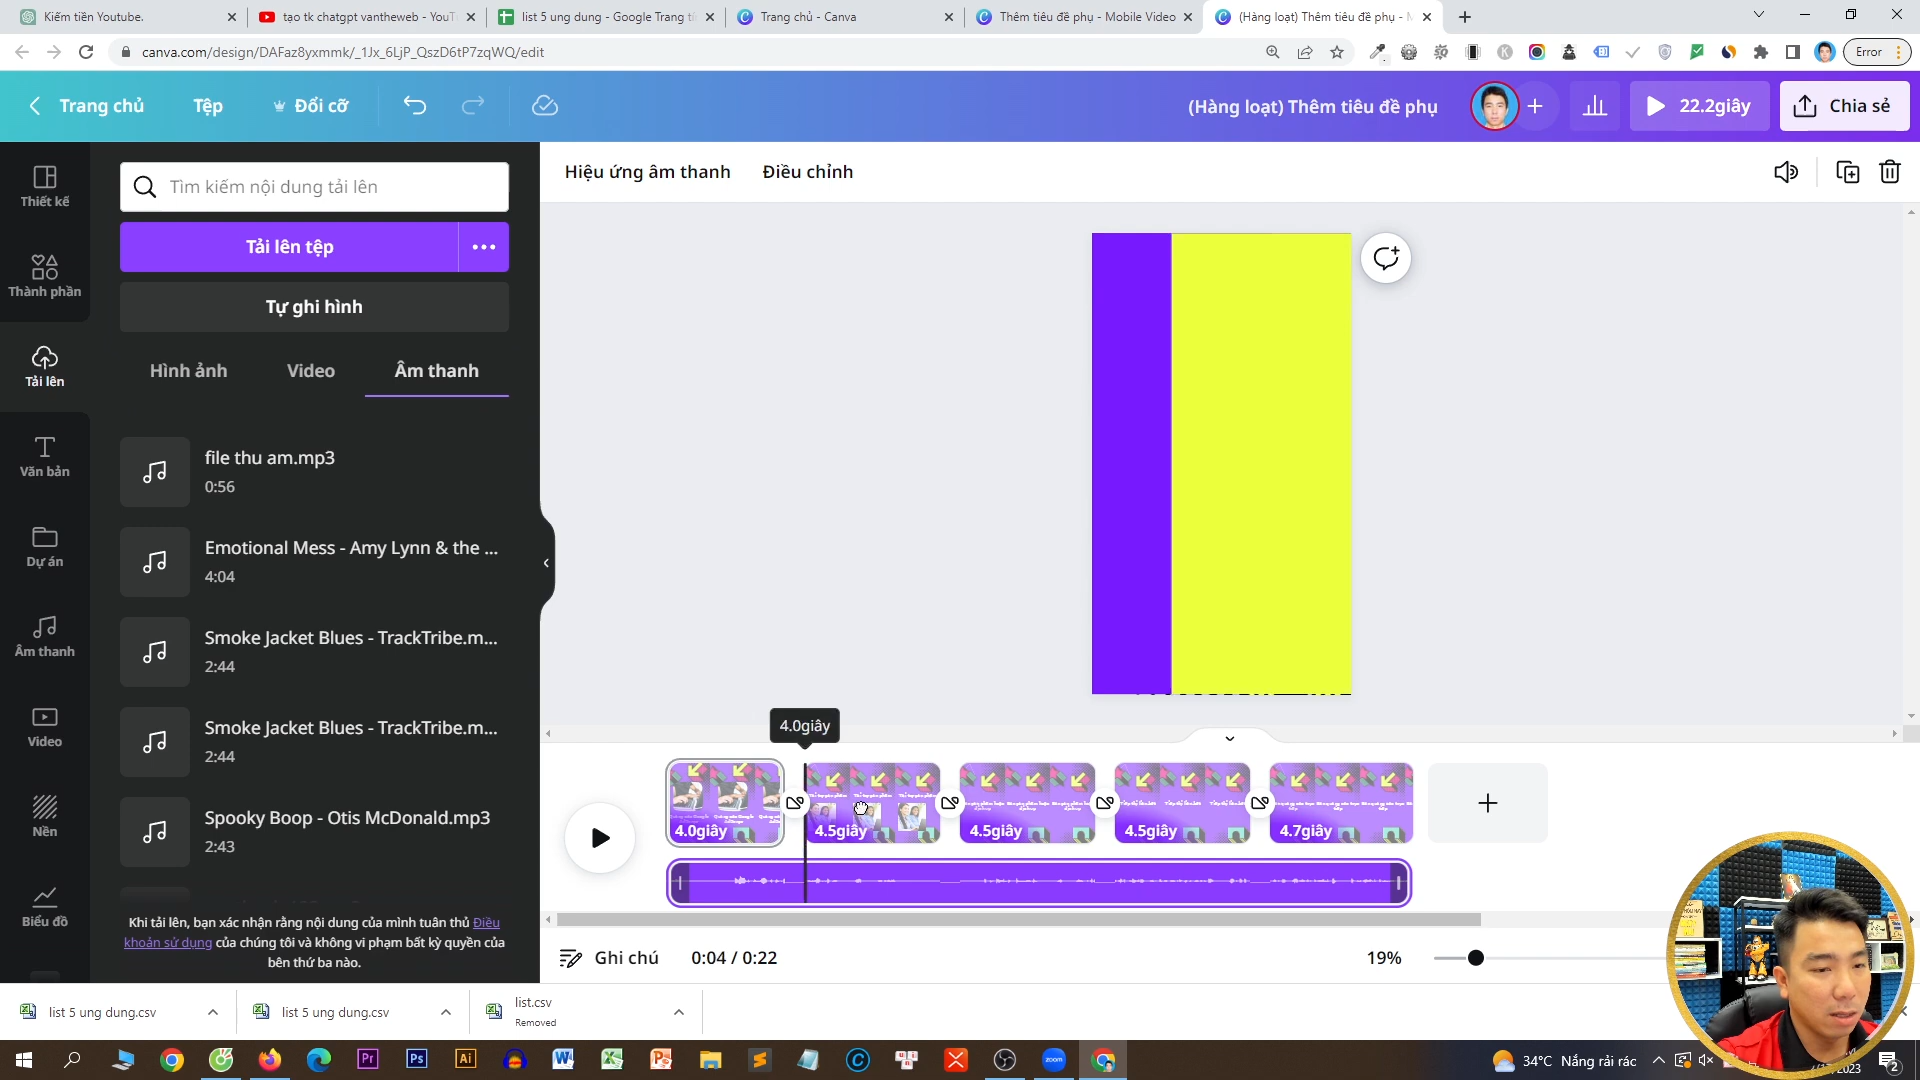 Kiếm tiền Youtube.
tạo tk chatgpt vantheweb - YouT
list 5 ung dung - Google Trang tí
Trang chủ - Canva
Thêm tiêu đề phụ - Mobile Video
(Hàng loạt) Thêm tiêu đề phụ - M
canva.com/design/DAFaz8yxmmk/_1Jx_6LjP_QszD6tP7zqWQ/edit
Error
Trang chủ
Tệp
Đổi cỡ
(Hàng loạt) Thêm tiêu đề phụ
22.2giây
Chia sẻ
Thiết kế
Thành phần
Tải lên
Văn bản
Dự án
Âm thanh
Video
Nền
Biểu đồ
Tìm kiếm nội dung tải lên
Tải lên tệp
Tự ghi hình
Hình ảnh
Video
Âm thanh
file thu am.mp3
0:56
Emotional Mess - Amy Lynn & the ...
4:04
Smoke Jacket Blues - TrackTribe.m...
2:44
Smoke Jacket Blues - TrackTribe.m...
2:44
Spooky Boop - Otis McDonald.mp3
2:43
Khi tải lên, bạn xác nhận rằng nội dung của mình tuân thủ Điều
khoản sử dụng của chúng tôi và không vi phạm bất kỳ quyền của
bên thứ ba nào.
Hiệu ứng âm thanh
Điều chỉnh
4.0giây
4.0giây
4.5giây
4.5giây
4.5giây
4.7giây
Ghi chú
0:04 / 0:22
19%
list 5 ung dung.csv
list 5 ung dung.csv
list.csv
Removed
Pr
Ps
Ai
zoom
34°C Nắng rải rác
2